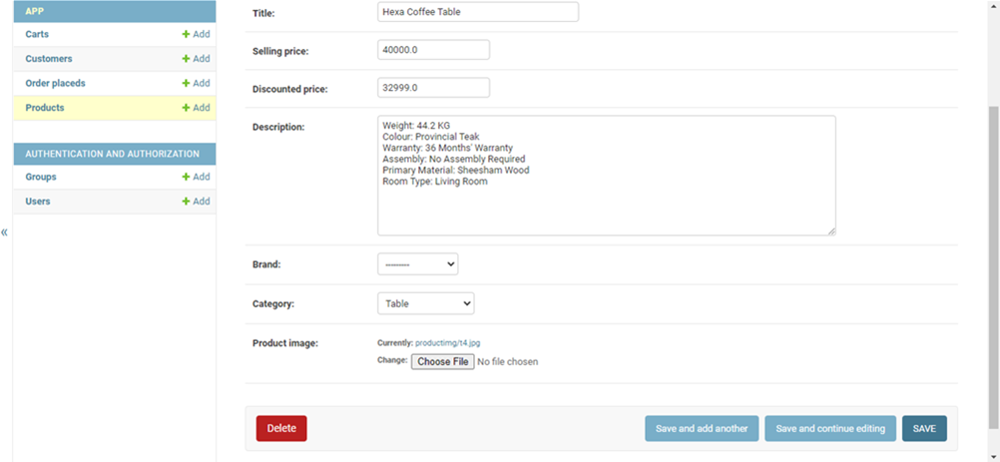 APP
Carts + Add
Customers + Add
Order placeds + Add
Products + Add
AUTHENTICATION AND AUTHORIZATION
Groups + Add
Users + Add
«
Title: Hexa Coffee Table
Selling price: 40000.0
Discounted price: 32999.0
Description: Weight: 44.2 KG
Colour: Provincial Teak
Warranty: 36 Months' Warranty
Assembly: No Assembly Required
Primary Material: Sheesham Wood
Room Type: Living Room
Brand: ---------
Category: Table
Product image: Currently: productimg/t4.jpg
Change: Choose File No file chosen
Delete Save and add another Save and continue editing SAVE